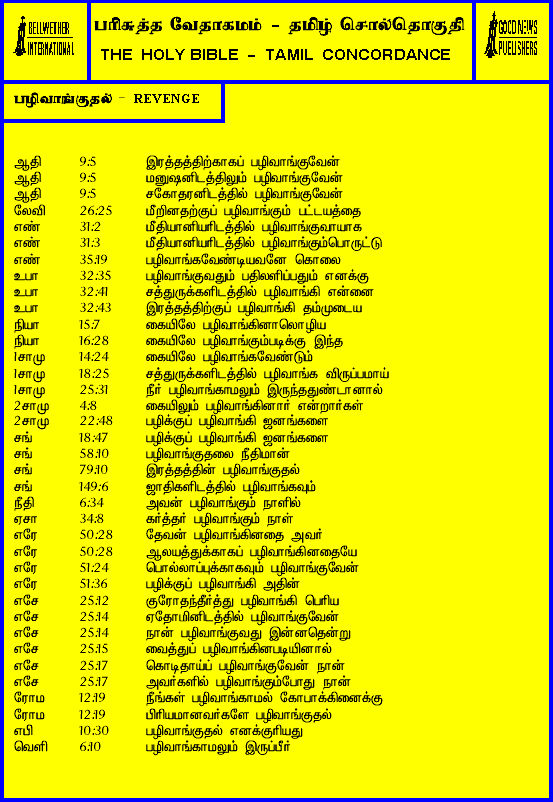 BELLWETHER
INTERNATIONAL
பரிசுத்த வேதாகமம் - தமிழ் சொல்தொகுதி
THE HOLY BIBLE - TAMIL CONCORDANCE
GOOD NEWS
PUBLISHERS
பழிவாங்குதல் - REVENGE
ஆதி 9:5 இரத்தத்திற்காகப் பழிவாங்குவேன்
ஆதி 9:5 மனுஷனிடத்திலும் பழிவாங்குவேன்
ஆதி 9:5 சகோதரனிடத்தில் பழிவாங்குவேன்
லேவி 26:25 மீறினதற்குப் பழிவாங்கும் பட்டயத்தை
எண் 31:2 மீதியானியரிடத்தில் பழிவாங்குவாயாக
எண் 31:3 மீதியானியரிடத்தில் பழிவாங்கும்பொருட்டு
எண் 35:19 பழிவாங்கவேண்டியவனே கொலை
உபா 32:35 பழிவாங்குவதும் பதிலளிப்பதும் எனக்கு
உபா 32:41 சத்துருக்களிடத்தில் பழிவாங்கி என்னை
உபா 32:43 இரத்தத்திற்குப் பழிவாங்கி தம்முடைய
நியா 15:7 கையிலே பழிவாங்கினாலொழிய
நியா 16:28 கையிலே பழிவாங்கும்படிக்கு இந்த
1சாமு 14:24 கையிலே பழிவாங்கவேண்டும்
1சாமு 18:25 சத்துருக்களிடத்தில் பழிவாங்க விருப்பமாய்
1சாமு 25:31 நீர் பழிவாங்காமலும் இருந்ததுண்டானால்
2சாமு 4:8 கையிலும் பழிவாங்கினார் என்றார்கள்
2சாமு 22:48 பழிக்குப் பழிவாங்கி ஜனங்களை
சங் 18:47 பழிக்குப் பழிவாங்கி ஜனங்களை
சங் 58:10 பழிவாங்குதலை நீதிமான்
சங் 79:10 இரத்தத்தின் பழிவாங்குதல்
சங் 149:6 ஜாதிகளிடத்தில் பழிவாங்கவும்
நீதி 6:34 அவன் பழிவாங்கும் நாளில்
ஏசா 34:8 கர்த்தர் பழிவாங்கும் நாள்
எரே 50:28 தேவன் பழிவாங்கினதை அவர்
எரே 50:28 ஆலயத்துக்காகப் பழிவாங்கினதையே
எரே 51:24 பொல்லாப்புக்காகவும் பழிவாங்குவேன்
எரே 51:36 பழிக்குப் பழிவாங்கி அதின்
எசே 25:12 குரோதந்தீர்த்து பழிவாங்கி பெரிய
எசே 25:14 ஏதோமினிடத்தில் பழிவாங்குவேன்
எசே 25:14 நான் பழிவாங்குவது இன்னதென்று
எசே 25:15 வைத்துப் பழிவாங்கினபடியினால்
எசே 25:17 கொடிதாய்ப் பழிவாங்குவேன் நான்
எசே 25:17 அவர்களில் பழிவாங்கும்போது நான்
ரோம 12:19 நீங்கள் பழிவாங்காமல் கோபாக்கினைக்கு
ரோம 12:19 பிரியமானவர்களே பழிவாங்குதல்
எபி 10:30 பழிவாங்குதல் எனக்குரியது
வெளி 6:10 பழிவாங்காமலும் இருப்பீர்